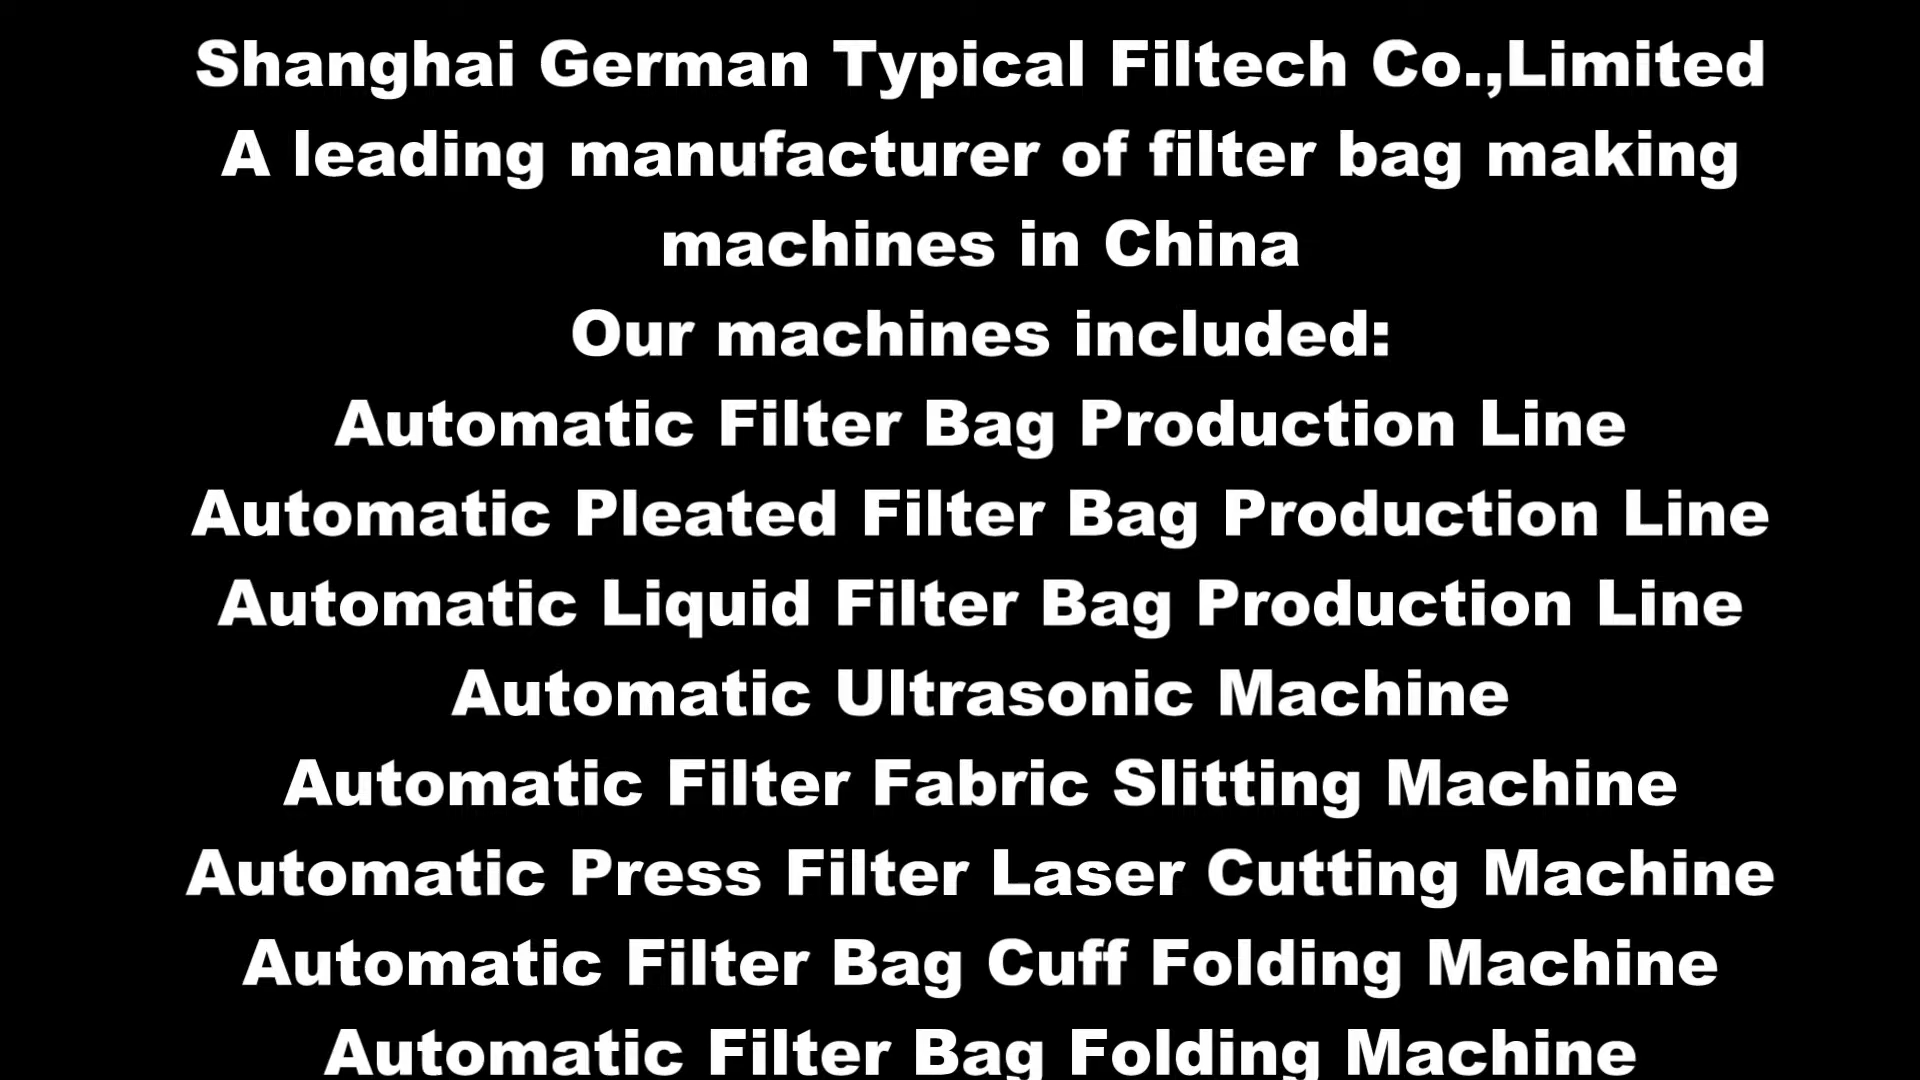 Shanghai German Typical Filtech Co.,Limited
A leading manufacturer of filter bag making
machines in China
Our machines included:
Automatic Filter Bag Production Line
Automatic Pleated Filter Bag Production Line
Automatic Liquid Filter Bag Production Line
Automatic Ultrasonic Machine
Automatic Filter Fabric Slitting Machine
Automatic Press Filter Laser Cutting Machine
Automatic Filter Bag Cuff Folding Machine
Automatic Filter Bag Folding Machine